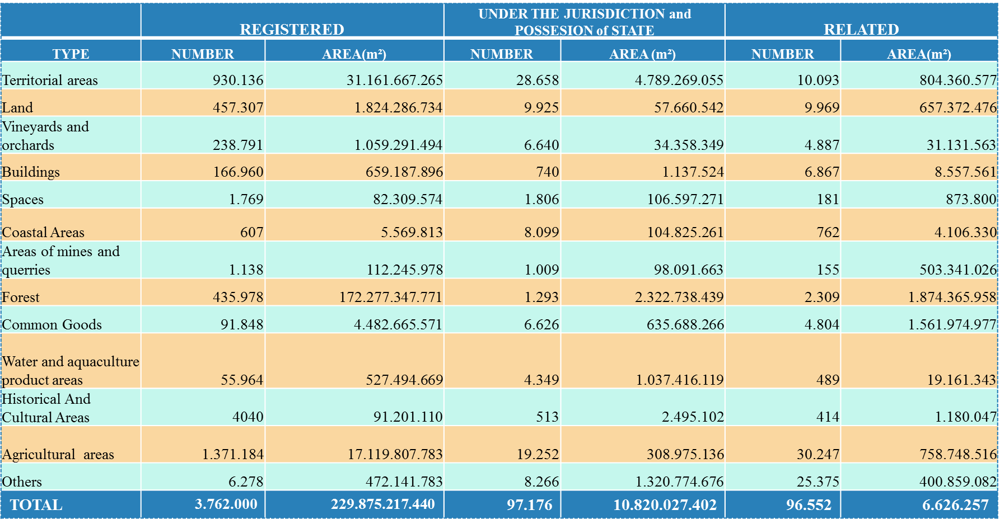 REGISTERED UNDER THE JURISDICTION and
POSSESION of STATE RELATED
TYPE NUMBER AREA(m²) NUMBER AREA (m²) NUMBER AREA(m²)
Territorial areas 930.136 31.161.667.265 28.658 4.789.269.055 10.093 804.360.577
Land 457.307 1.824.286.734 9.925 57.660.542 9.969 657.372.476
Vineyards and
orchards 238.791 1.059.291.494 6.640 34.358.349 4.887 31.131.563
Buildings 166.960 659.187.896 740 1.137.524 6.867 8.557.561
Spaces 1.769 82.309.574 1.806 106.597.271 181 873.800
Coastal Areas 607 5.569.813 8.099 104.825.261 762 4.106.330
Areas of mines and
querries 1.138 112.245.978 1.009 98.091.663 155 503.341.026
Forest 435.978 172.277.347.771 1.293 2.322.738.439 2.309 1.874.365.958
Common Goods 91.848 4.482.665.571 6.626 635.688.266 4.804 1.561.974.977
Water and aquaculture
product areas 55.964 527.494.669 4.349 1.037.416.119 489 19.161.343
Historical And
Cultural Areas 4040 91.201.110 513 2.495.102 414 1.180.047
Agricultural areas 1.371.184 17.119.807.783 19.252 308.975.136 30.247 758.748.516
Others 6.278 472.141.783 8.266 1.320.774.676 25.375 400.859.082
TOTAL 3.762.000 229.875.217.440 97.176 10.820.027.402 96.552 6.626.257